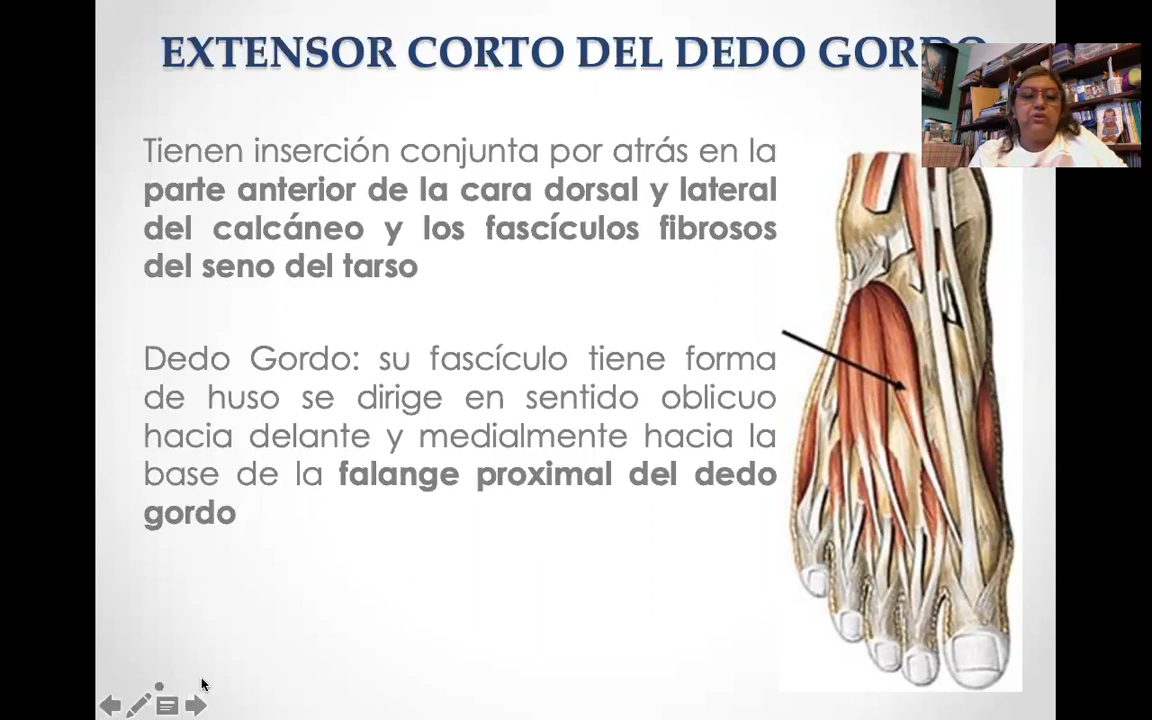 EXTENSOR CORTO DEL DEDO GORDO
Tienen inserción conjunta por atrás en la
parte anterior de la cara dorsal y lateral
del calcáneo y los fascículos fibrosos
del seno del tarso
Dedo Gordo: su fascículo tiene forma
de huso se dirige en sentido oblicuo
hacia delante y medialmente hacia la
base de la falange proximal del dedo
gordo